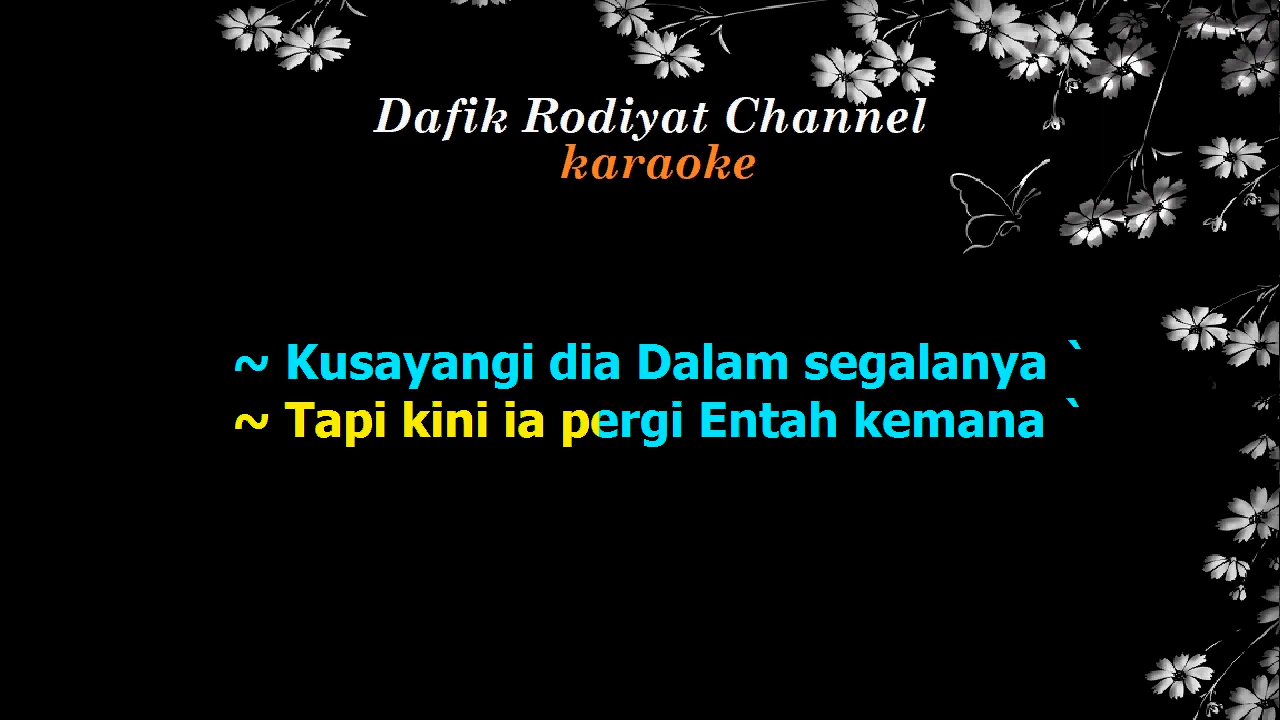 Dafik Rodiyat Channel
karaoke
~ Kusayangi dia Dalam segalanya `
~ Tapi kini ia pergi Entah kemana `